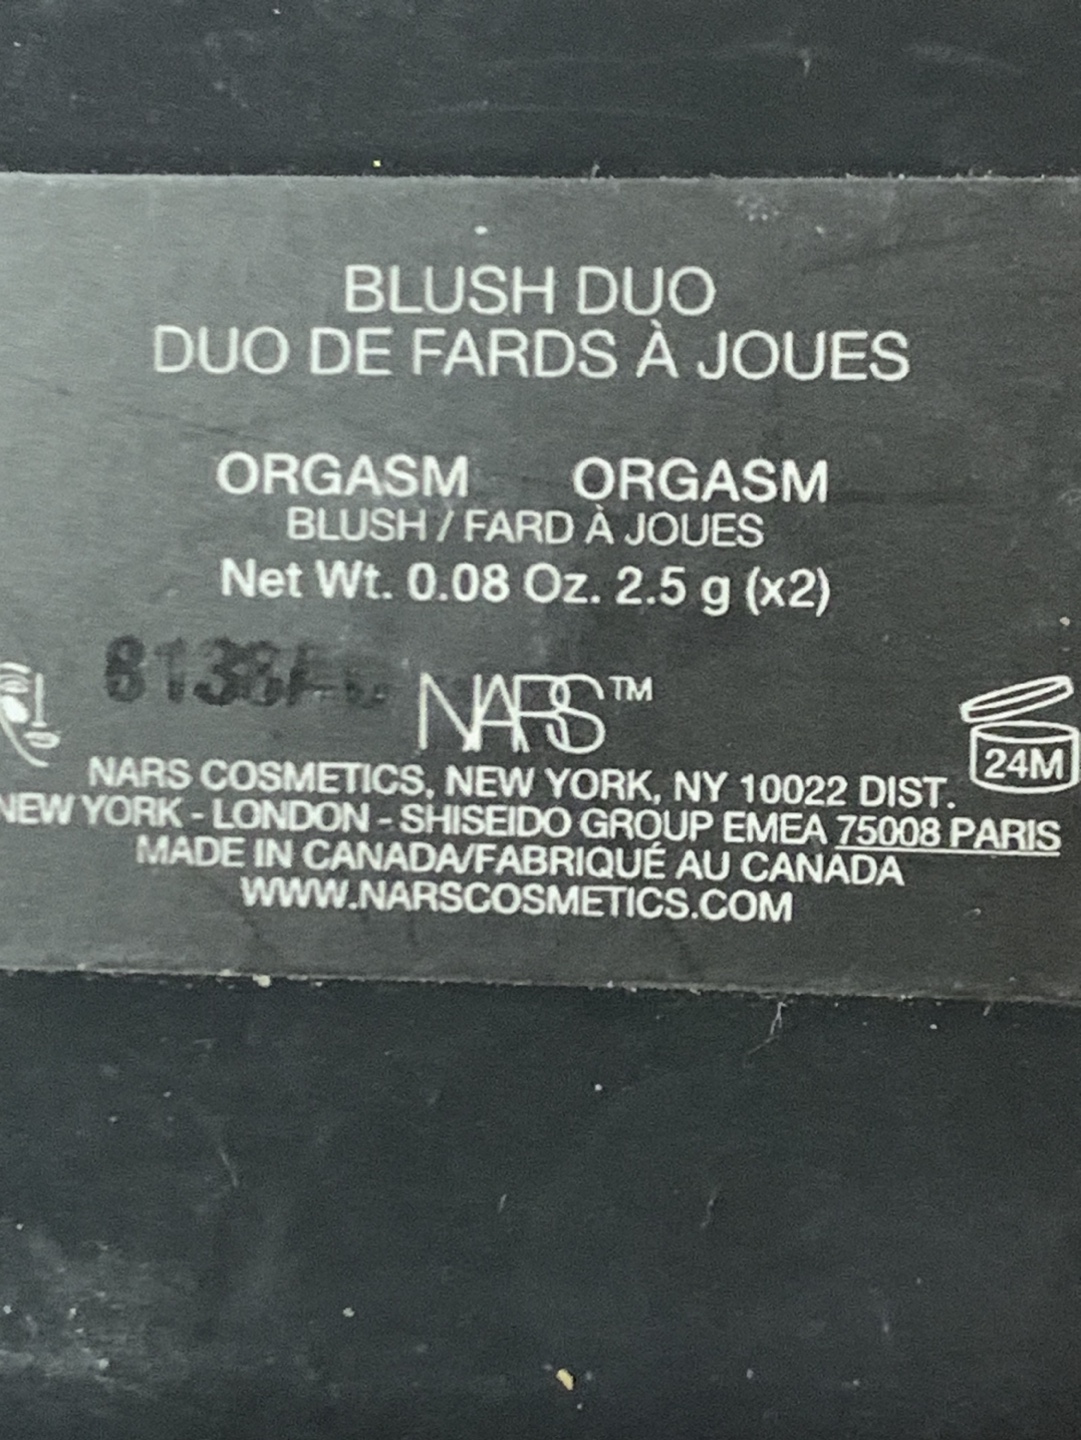 BLUSH DUO
DUO DE FARDS À JOUES
ORGASM ORGASM
BLUSH / FARD À JOUES
Net Wt. 0.08 Oz. 2.5 g (x2)
NARS™
24M
NARS COSMETICS, NEW YORK, NY 10022 DIST.
NEW YORK - LONDON - SHISEIDO GROUP EMEA 75008 PARIS
MADE IN CANADA/FABRIQUÉ AU CANADA
WWW.NARSCOSMETICS.COM